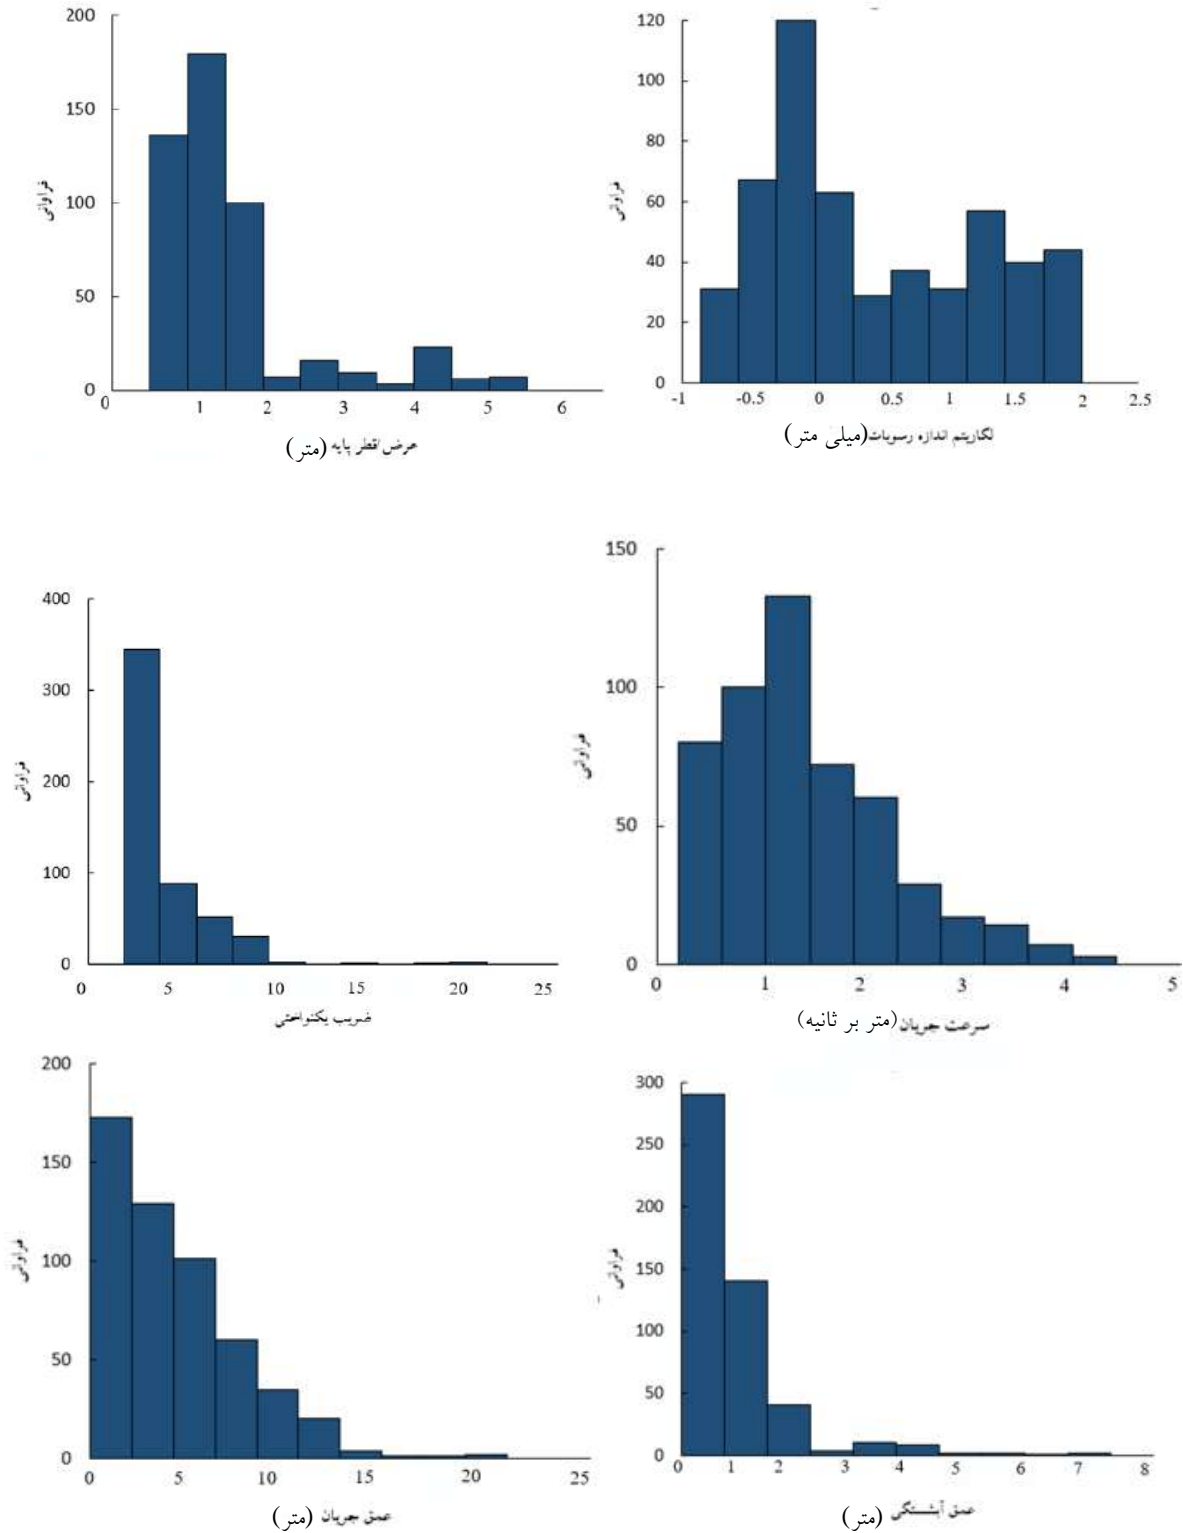 200
150
100
50
0
فراوانی
0 1 2 3 4 5 6
عرض/قطر پایه (متر)
120
100
80
60
40
20
0
فراوانی
-1 -0.5 0 0.5 1 1.5 2 2.5
لگاریتم اندازه رسوبات(میلی متر)
400
300
200
100
0
فراوانی
0 5 10 15 20 25
ضریب یکنواختی
150
100
50
0
فراوانی
0 1 2 3 4 5
سرعت جریان(متر بر ثانیه)
200
150
100
50
0
فراوانی
0 5 10 15 20 25
عمق جریان (متر)
300
250
200
150
100
50
0
فراوانی
0 1 2 3 4 5 6 7 8
عمق آبشستگی (متر)